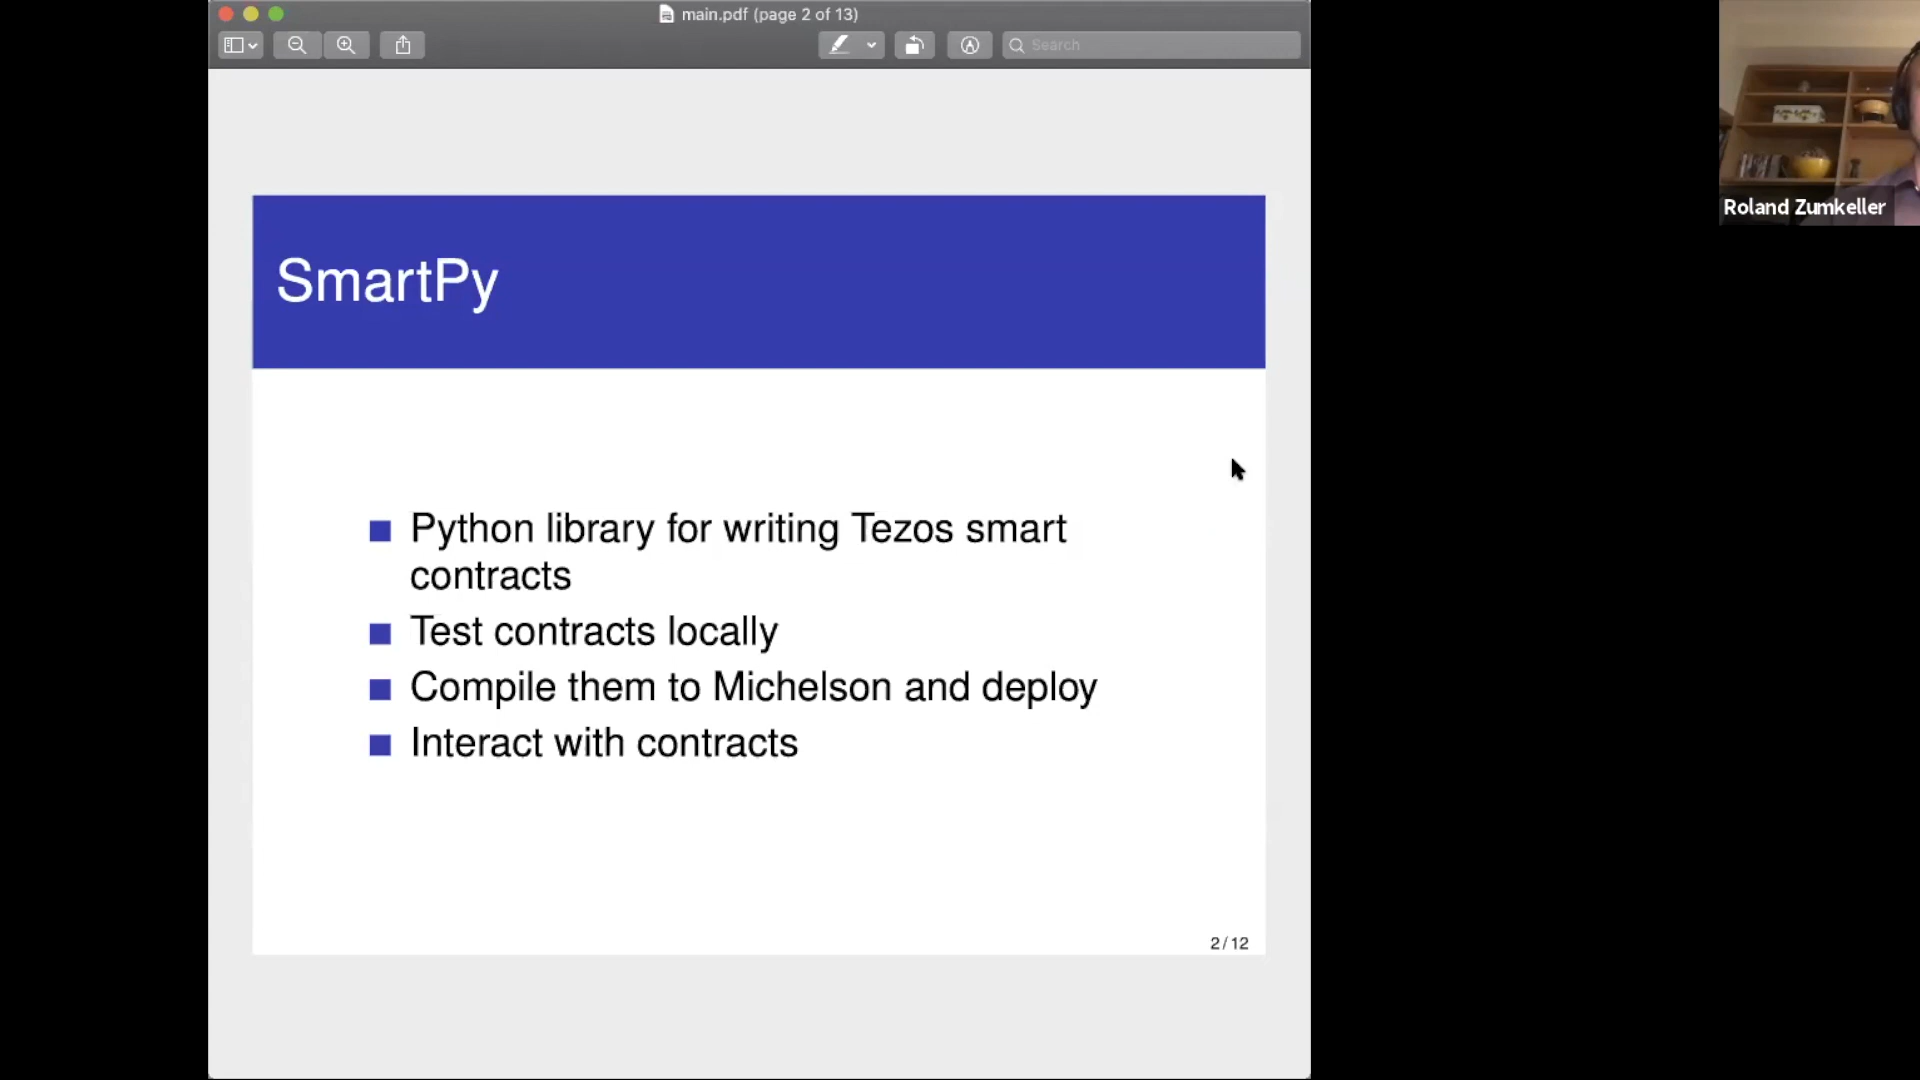 main.pdf (page 2 of 13)
Search
Roland Zumkeller
SmartPy
Python library for writing Tezos smart
contracts
Test contracts locally
Compile them to Michelson and deploy
Interact with contracts
2/12